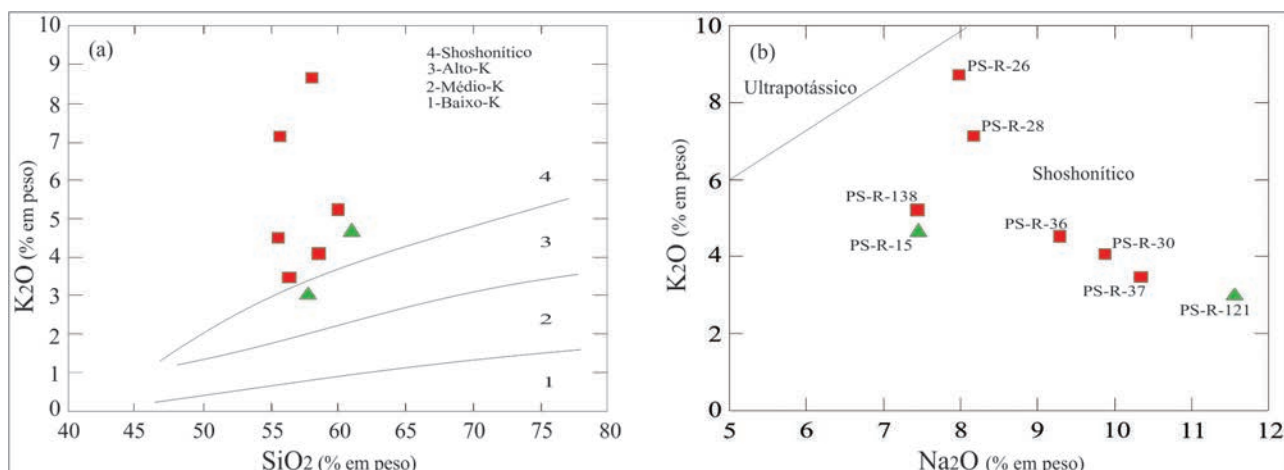 (a)
4-Shoshonítico
3-Alto-K
2-Médio-K
1-Baixo-K
10
9
8
7
6
5
4
3
2
1
0
K2O (% em peso)
4
3
2
1
40
45
50
55
60
65
70
75
80
SiO2 (% em peso)
(b)
Ultrapotássico
PS-R-26
PS-R-28
Shoshonítico
PS-R-138
PS-R-15
PS-R-36
PS-R-30
PS-R-37
PS-R-121
10
8
6
4
2
0
K2O (% em peso)
5
6
7
8
9
10
11
12
Na2O (% em peso)